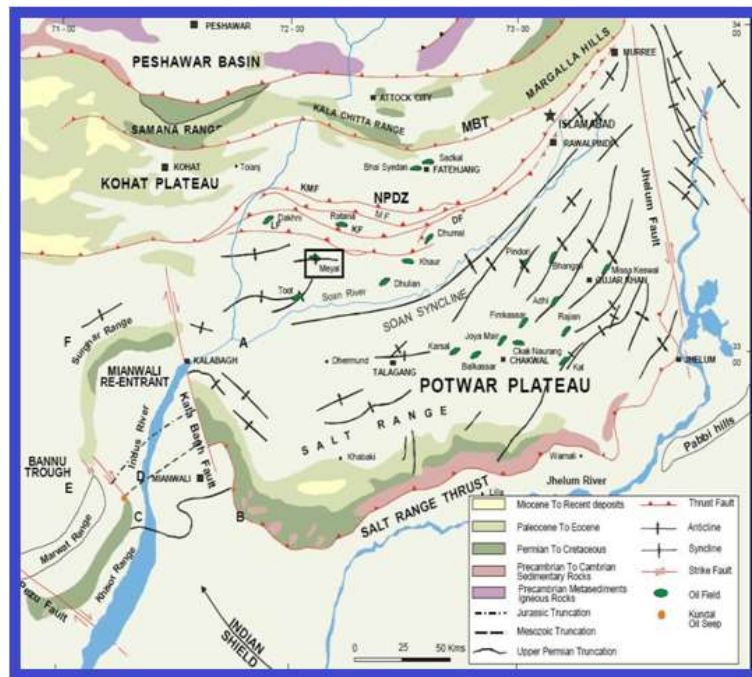 71 - 00
72 - 00
73 - 00
34
00
PESHAWAR
PESHAWAR BASIN
MURREE
MARGALLA HILLS
ATTOCK CITY
KALA CHITTA RANGE
MBT
SAMANA RANGE
ISLAMABAD
RAWALPINDI
KOHAT
Toianj
Sadkal
Bhal Syedan
FATEHJANG
KOHAT PLATEAU
KMF
NPDZ
MF
Dakhni
Ratana
LF
KF
DF
Dhurnal
Jhelum Fault
Meyal
Khaur
Pindori
Bhangali
Missa Keswal
Dhulian
Toot
Soan River
SOAN SYNCLINE
GUJAR KHAN
Adhi
F
Surghar Range
A
Fimkassar
Rajian
33
00
KALABAGH
MIANWALI
RE-ENTRANT
Dhermund
Karsal
Joya Mair
Chak Naurang
Balkassar
CHAKWAL
Kal
JHELUM
TALAGANG
POTWAR PLATEAU
Indus River
Kala Bagh Fault
SALT RANGE
Pabbi hills
BANNU
TROUGH
Khabaki
Warnali
E
D
MIANWALI
Jhelum River
Lilla
C
B
SALT RANGE THRUST
Marwat Range
Khisor Range
Pezu Fault
INDIAN
SHIELD
0 25 50 Kms
Miocene To Recent deposits
Thrust Fault
Paleocene To Eocene
Anticline
Permian To Cretaceous
Syncline
Precambrian To Cambrian
Sedimentary Rocks
Strike Fault
Precambrian Metasediments
Igneous Rocks
Oil Field
Jurassic Truncation
Kundal
Oil Seep
Mesozoic Truncation
Upper Permian Truncation